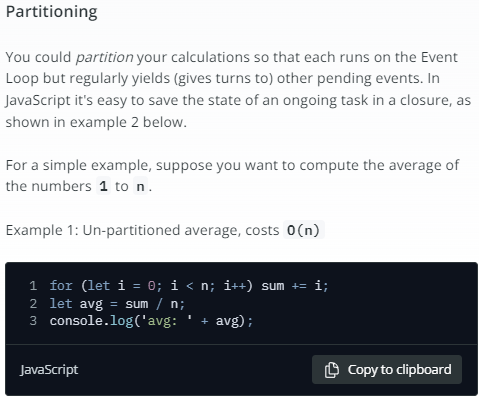 Partitioning
You could partition your calculations so that each runs on the Event
Loop but regularly yields (gives turns to) other pending events. In
JavaScript it's easy to save the state of an ongoing task in a closure, as
shown in example 2 below.
For a simple example, suppose you want to compute the average of
the numbers 1 to n.
Example 1: Un-partitioned average, costs O(n)
1 for (let i = 0; i < n; i++) sum += i;
2 let avg = sum / n;
3 console.log('avg: ' + avg);
JavaScript
Copy to clipboard